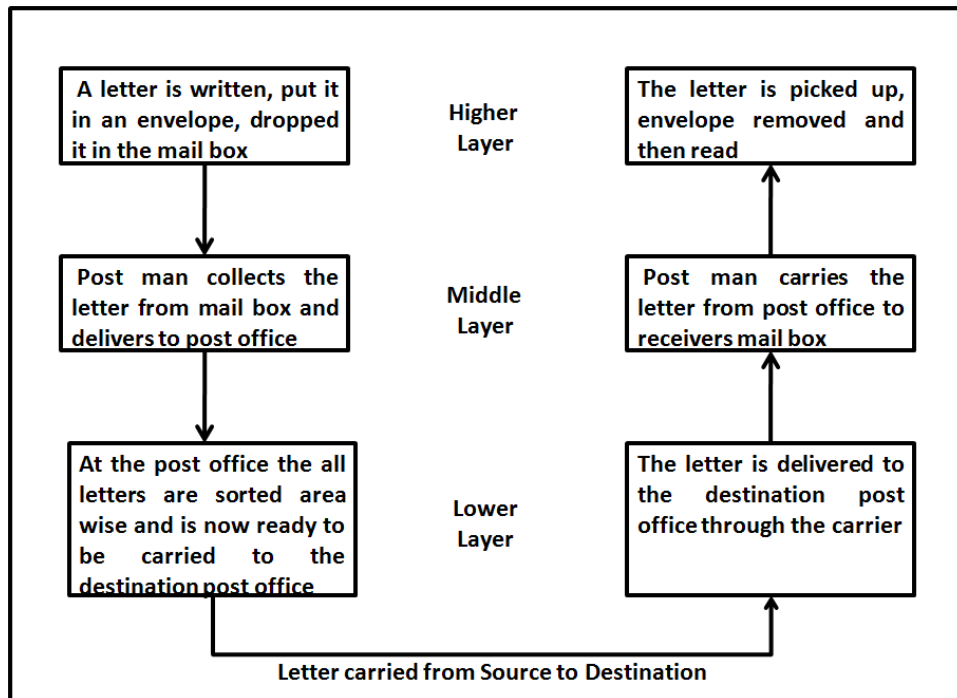 A letter is written, put it
in an envelope, dropped
it in the mail box
Higher
Layer
The letter is picked up,
envelope removed and
then read
Post man collects the
letter from mail box and
delivers to post office
Middle
Layer
Post man carries the
letter from post office to
receivers mail box
At the post office the all
letters are sorted area
wise and is now ready to
be carried to the
destination post office
Lower
Layer
The letter is delivered to
the destination post
office through the carrier
Letter carried from Source to Destination